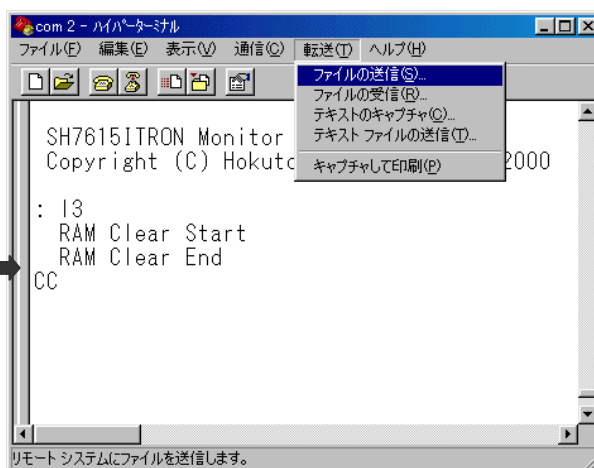 com 2 - ハイパーターミナル
ファイル(F) 編集(E) 表示(V) 通信(C) 転送(T) ヘルプ(H)
ファイルの送信(S)...
ファイルの受信(R)...
テキストのキャプチャ(C)...
テキスト ファイルの送信(T)...
キャプチャして印刷(P)
SH7615ITRON Monitor
Copyright (C) Hokuto 2000
: l3
RAM Clear Start
RAM Clear End
CC
リモート システムにファイルを送信します。